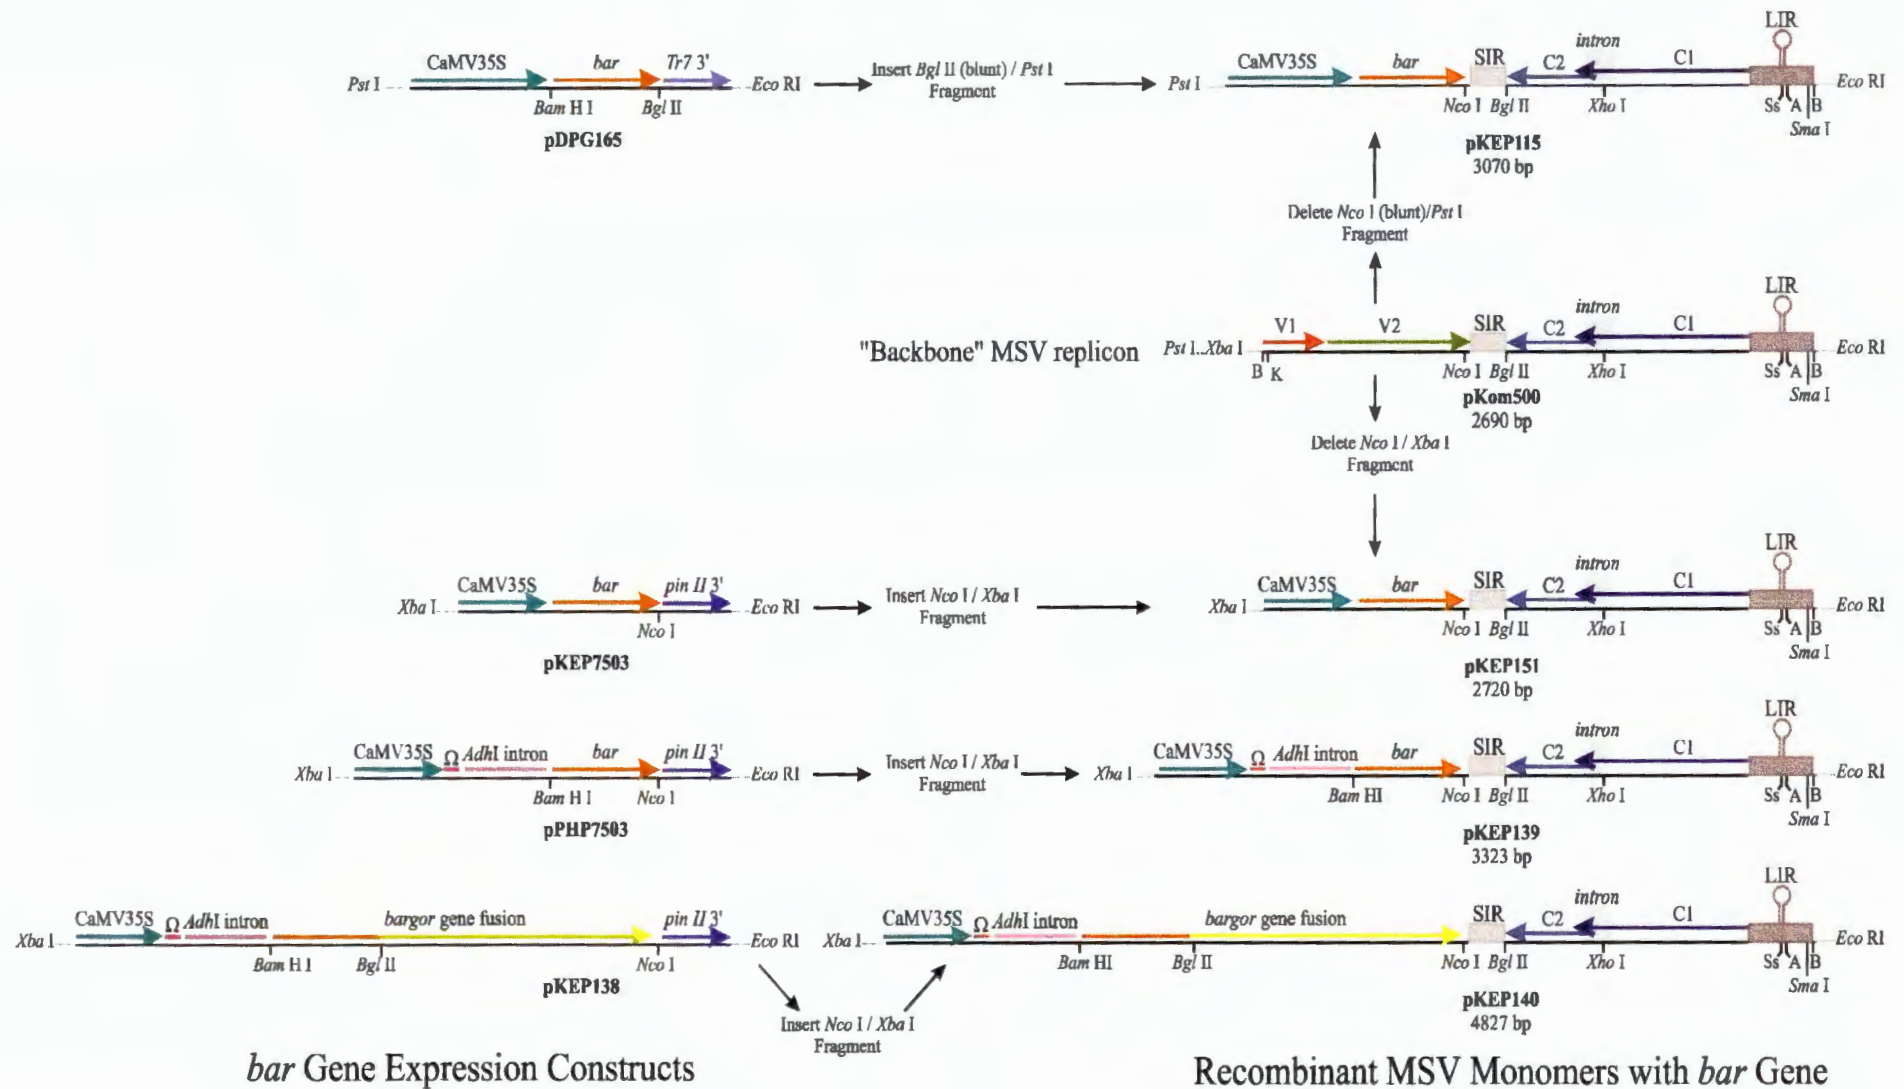 LIR
CaMV35S bar Tr7 3'
Pst I Eco RI
Bam H I Bgl II
pDPG165
Insert Bgl II (blunt) / Pst I
Fragment
CaMV35S bar SIR C2 intron C1
Pst I Eco RI
Nco I Bgl II Xho I Ss A B
Sma I
pKEP115
3070 bp
Delete Nco I (blunt)/Pst I
Fragment
LIR
V1 V2 SIR C2 intron C1
"Backbone" MSV replicon
Pst I..Xba I Eco RI
B K Nco I Bgl II Xho I Ss A B
Sma I
pKom500
2690 bp
Delete Nco I / Xba I
Fragment
LIR
CaMV35S bar pin II 3'
Xba I Eco RI
Nco I
pKEP7503
Insert Nco I / Xba I
Fragment
CaMV35S bar SIR C2 intron C1
Xba I Eco RI
Nco I Bgl II Xho I Ss A B
Sma I
pKEP151
2720 bp
LIR
CaMV35S Ω AdhI intron bar pin II 3'
Xba I Eco RI
Bam H I Nco I
pPHP7503
Insert Nco I / Xba I
Fragment
CaMV35S Ω AdhI intron bar SIR C2 intron C1
Xba I Eco RI
Bam HI Nco I Bgl II Xho I Ss A B
Sma I
pKEP139
3323 bp
LIR
CaMV35S Ω AdhI intron bargor gene fusion pin II 3'
Xba I Eco RI
Bam H I Bgl II Nco I
pKEP138
Insert Nco I / Xba I
Fragment
CaMV35S Ω AdhI intron bargor gene fusion SIR C2 intron C1
Xba I Eco RI
Bam HI Bgl II Nco I Bgl II Xho I Ss A B
Sma I
pKEP140
4827 bp
bar Gene Expression Constructs
Recombinant MSV Monomers with bar Gene